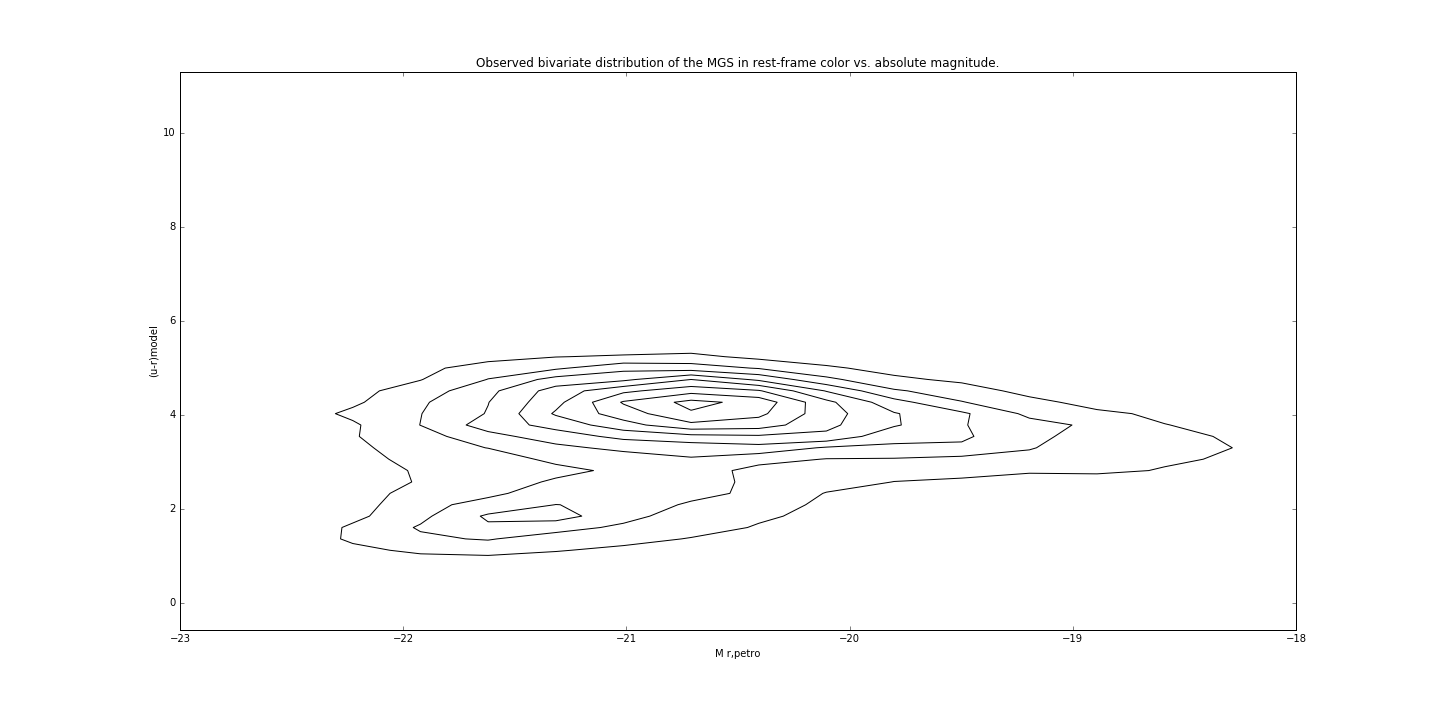 Observed bivariate distribution of the MGS in rest-frame color vs. absolute magnitude.
10
8
6
(u-r)model
4
2
0
−23 −22 −21 −20 −19 −18
M r,petro